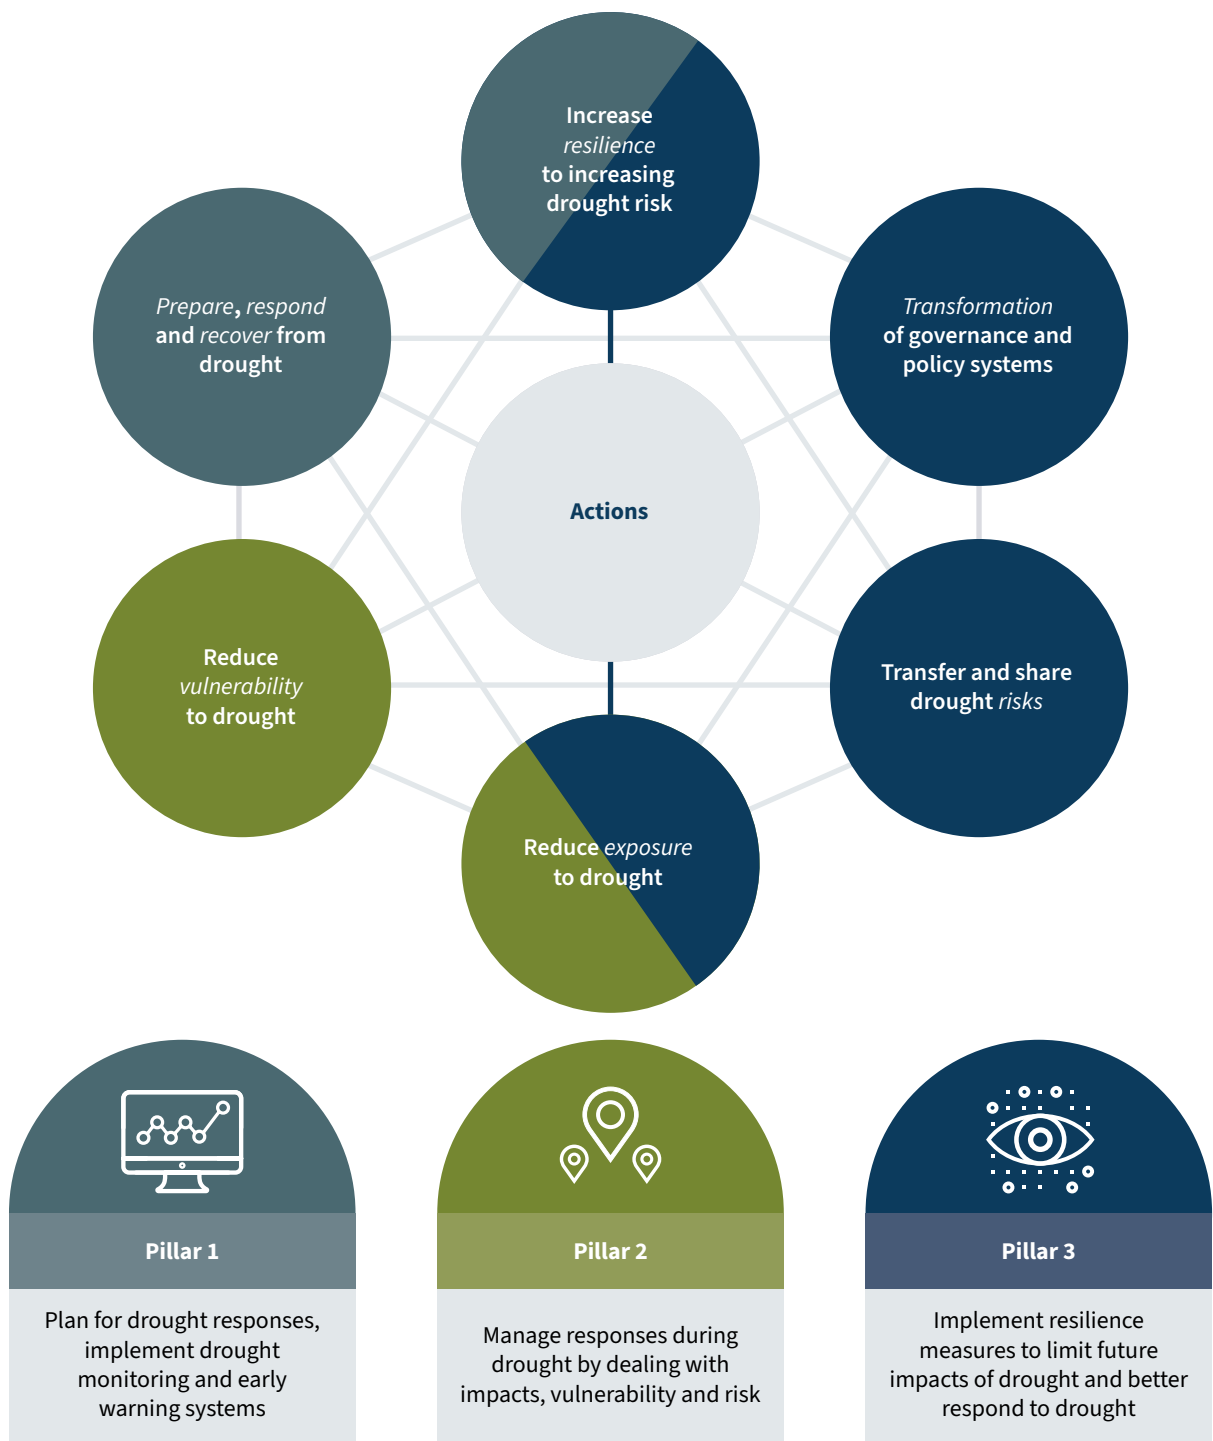 Increase
resilience
to increasing
drought risk
Prepare, respond
and recover from
drought
Transformation
of governance and
policy systems
Actions
Reduce
vulnerability
to drought
Transfer and share
drought risks
Reduce exposure
to drought
Pillar 1
Plan for drought responses,
implement drought
monitoring and early
warning systems
Pillar 2
Manage responses during
drought by dealing with
impacts, vulnerability and risk
Pillar 3
Implement resilience
measures to limit future
impacts of drought and better
respond to drought